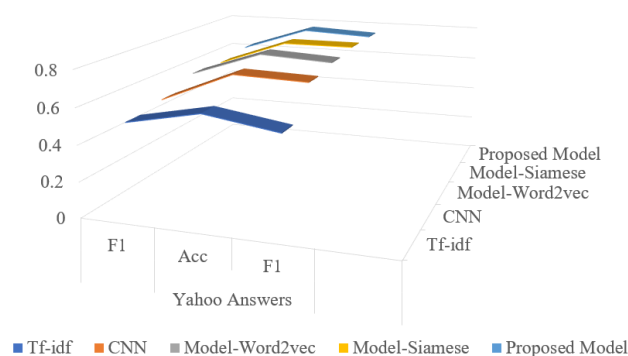 0.8
0.6
0.4
0.2
0
Proposed Model
Model-Siamese
Model-Word2vec
CNN
Tf-idf
F1
Acc
F1
Yahoo Answers
Tf-idf CNN Model-Word2vec Model-Siamese Proposed Model